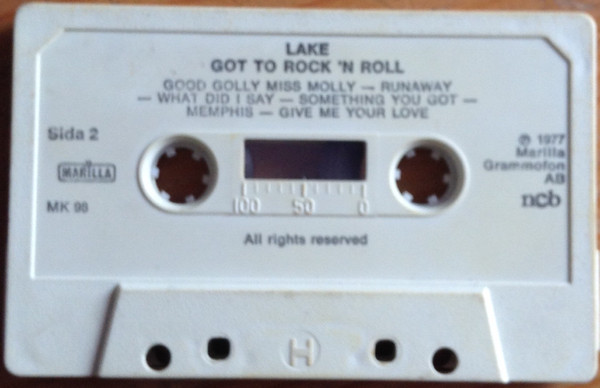 LAKE
GOT TO ROCK 'N ROLL
GOOD GOLLY MISS MOLLY — RUNAWAY
— WHAT DID I SAY — SOMETHING YOU GOT —
MEMPHIS — GIVE ME YOUR LOVE
Sida 2
MARILLA
MK 98
℗ 1977
Marilla
Grammofon
AB
ncb
100 50 0
All rights reserved
H